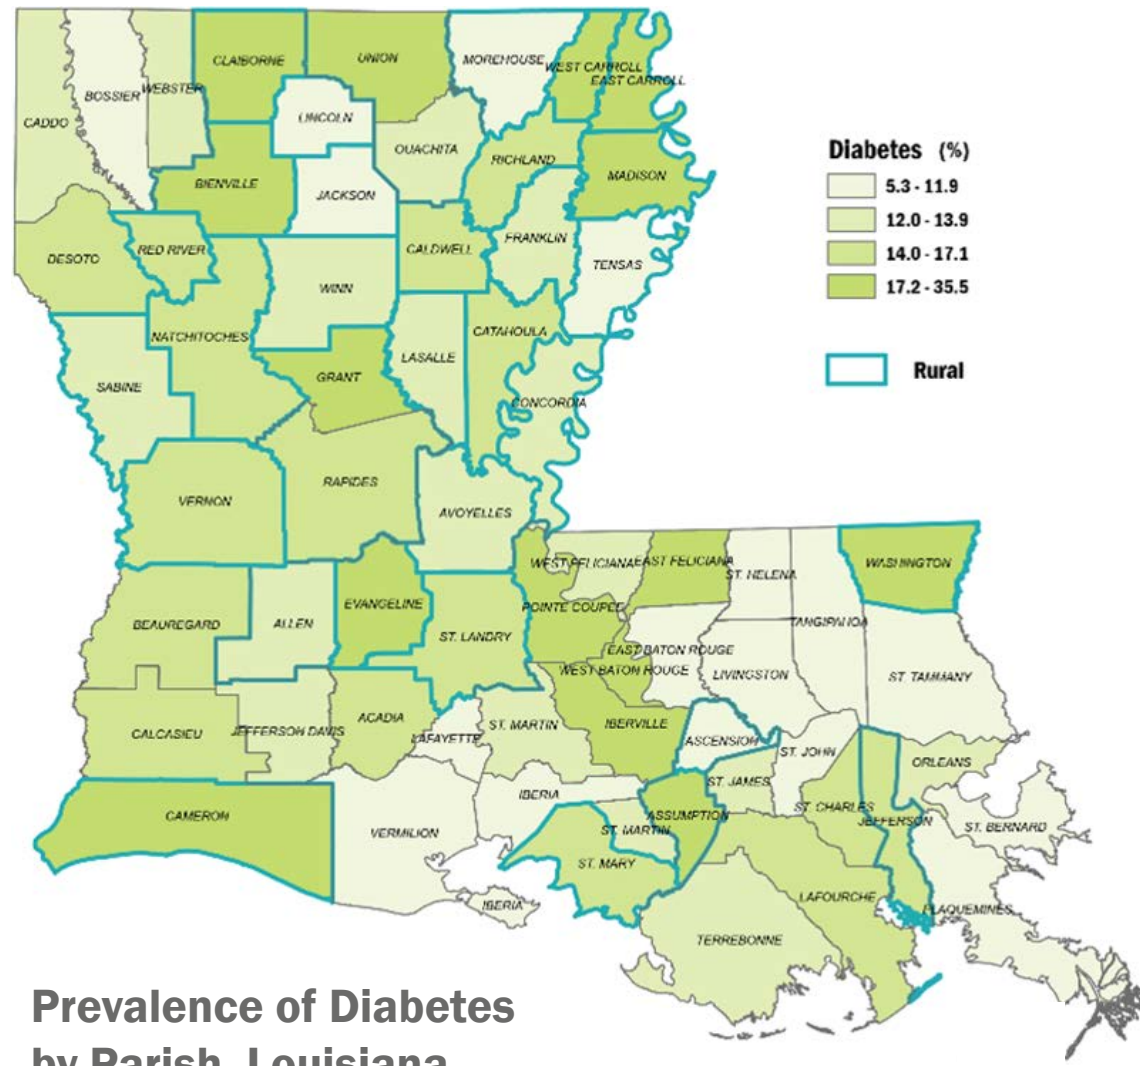 CLAIBORNE
UNION
MOREHOUSE
WEST CARROLL
EAST CARROLL
BOSSIER
WEBSTER
CADDO
LINCOLN
OUACHITA
RICHLAND
MADISON
BIENVILLE
JACKSON
DESOTO
RED RIVER
CALDWELL
FRANKLIN
TENSAS
WINN
NATCHITOCHES
CATAHOULA
LASALLE
GRANT
SABINE
CONCORDIA
VERNON
RAPIDES
AVOYELLES
WEST FELICIANA
EAST FELICIANA
ST. HELENA
WASHINGTON
EVANGELINE
POINTE COUPEE
BEAUREGARD
ALLEN
ST. LANDRY
TANGIPAHOA
EAST BATON ROUGE
WEST BATON ROUGE
LIVINGSTON
ST. TAMMANY
CALCASIEU
JEFFERSON DAVIS
ACADIA
LAFAYETTE
ST. MARTIN
IBERVILLE
ASCENSION
ST. JOHN
ORLEANS
ST. JAMES
IBERIA
CAMERON
VERMILION
ST. MARTIN
ASSUMPTION
ST. CHARLES
JEFFERSON
ST. BERNARD
ST. MARY
IBERIA
LAFOURCHE
PLAQUEMINES
TERREBONNE
Diabetes (%)
5.3 - 11.9
12.0 - 13.9
14.0 - 17.1
17.2 - 35.5
Rural
Prevalence of Diabetes
by Parish, Louisiana